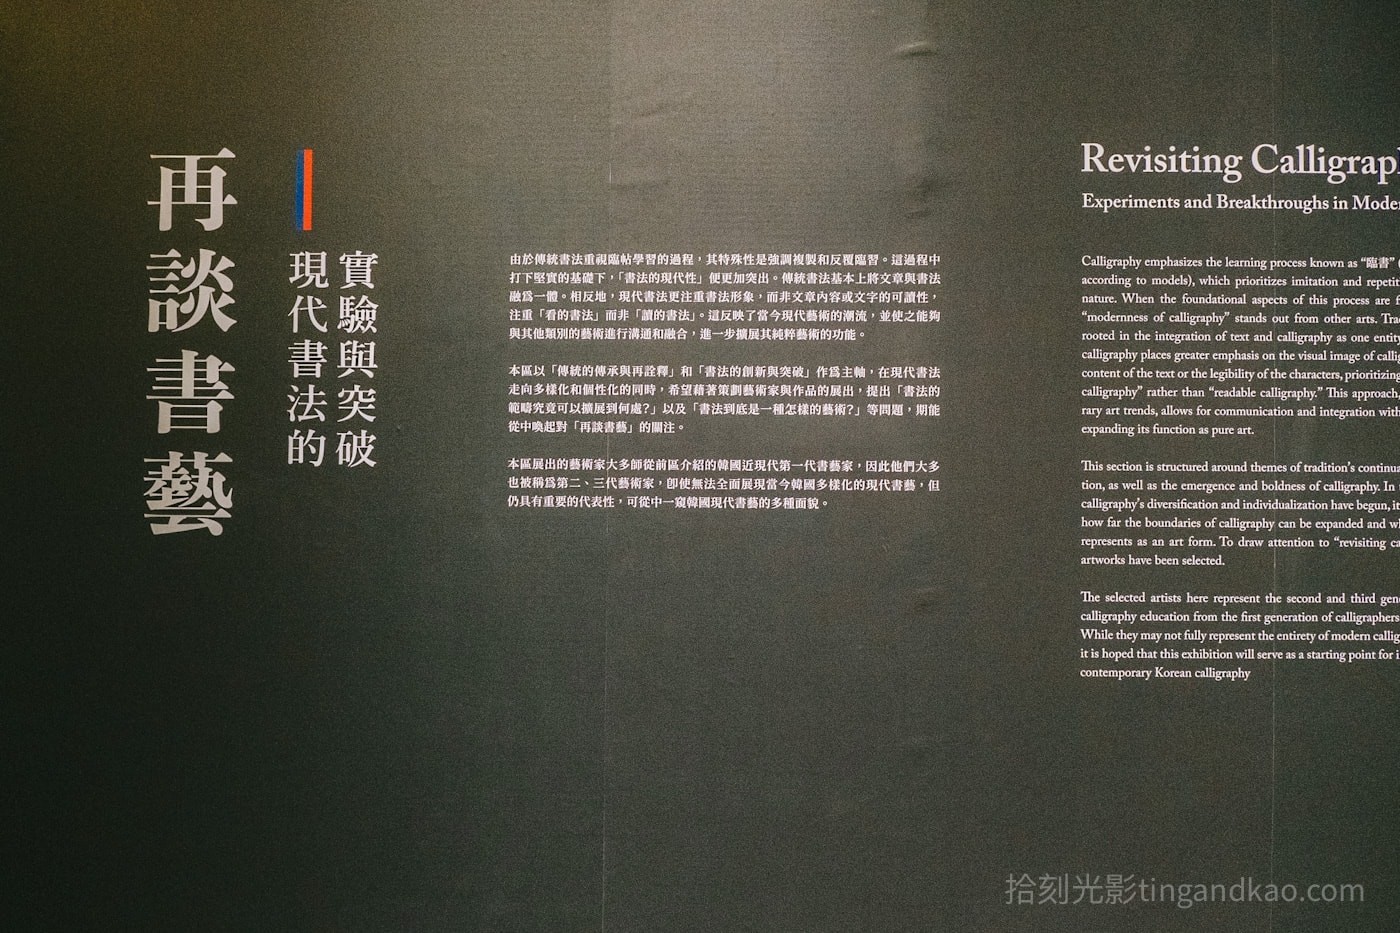 再談書藝
實驗與突破
現代書法的
由於傳統書法重視臨帖學習的過程，其特殊性是強調複製和反覆臨習。這過程中
打下堅實的基礎下，「書法的現代性」便更加突出。傳統書法基本上將文章與書法
融為一體。相反地，現代書法更注重書法形象，而非文章內容或文字的可讀性，
注重「看的書法」而非「讀的書法」。這反映了當今現代藝術的潮流，並使之能夠
與其他類別的藝術進行溝通和融合，進一步擴展其純粹藝術的功能。
本區以「傳統的傳承與再詮釋」和「書法的創新與突破」作為主軸，在現代書法
走向多樣化和個性化的同時，希望藉著策劃藝術家與作品的展出，提出「書法的
範疇究竟可以擴展到何處?」以及「書法到底是一種怎樣的藝術?」等問題，期能
從中喚起對「再談書藝」的關注。
本區展出的藝術家大多師從前區介紹的韓國近現代第一代書藝家，因此他們大多
也被稱為第二、三代藝術家，即使無法全面展現當今韓國多樣化的現代書藝，但
仍具有重要的代表性，可從中一窺韓國現代書藝的多種面貌。
Revisiting Calligrap
Experiments and Breakthroughs in Moder
Calligraphy emphasizes the learning process known as “臨書” (
according to models), which prioritizes imitation and repetit
nature. When the foundational aspects of this process are f
“modernness of calligraphy” stands out from other arts. Tra
rooted in the integration of text and calligraphy as one entity
calligraphy places greater emphasis on the visual image of callig
content of the text or the legibility of the characters, prioritizing
calligraphy” rather than “readable calligraphy.” This approach,
rary art trends, allows for communication and integration with
expanding its function as pure art.
This section is structured around themes of tradition’s continua
tion, as well as the emergence and boldness of calligraphy. In
calligraphy’s diversification and individualization have begun, it
how far the boundaries of calligraphy can be expanded and wh
represents as an art form. To draw attention to “revisiting ca
artworks have been selected.
The selected artists here represent the second and third gene
calligraphy education from the first generation of calligraphers
While they may not fully represent the entirety of modern callig
it is hoped that this exhibition will serve as a starting point for i
contemporary Korean calligraphy
拾刻光影tingandkao.com